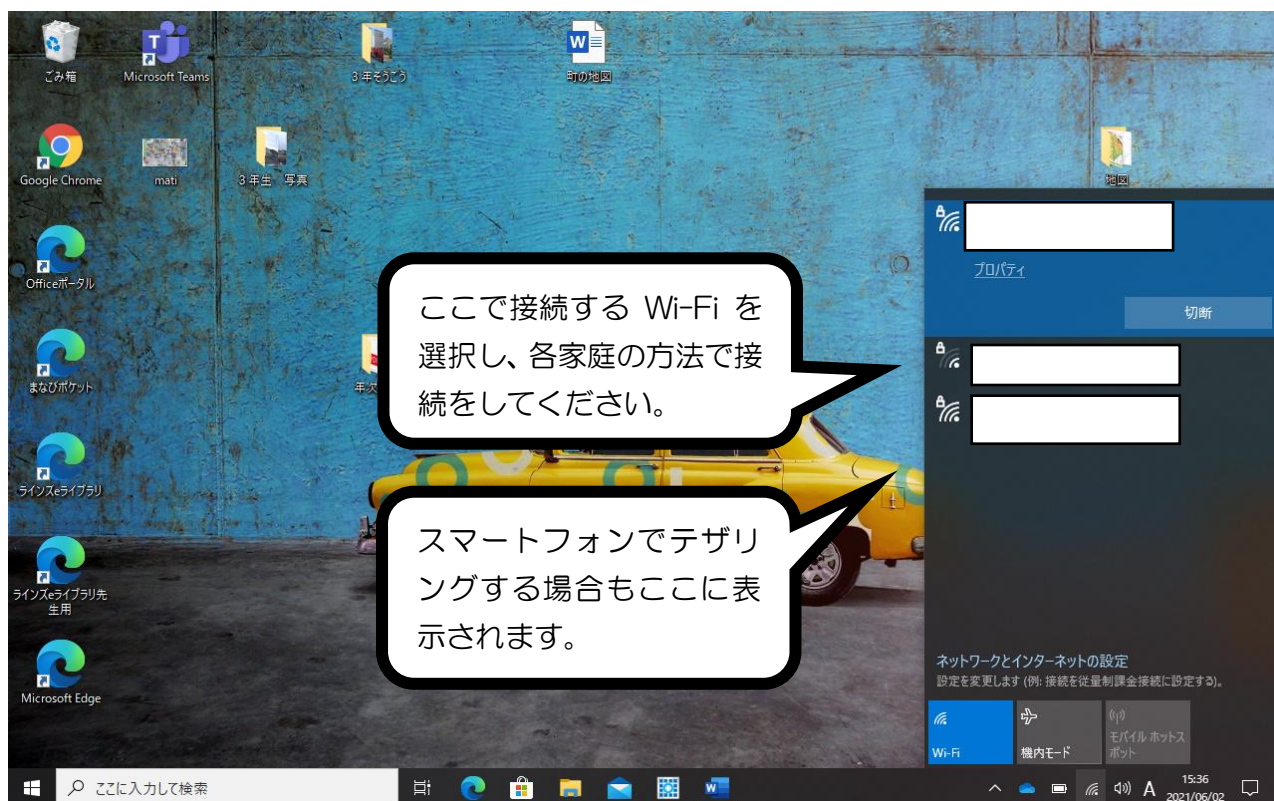 ごみ箱
Microsoft Teams
3年そうこう
町の地図
Google Chrome
mati
3年生 写真
地図
Officeポータル
プロパティ
切断
まなびポケット
年次
ここで接続する Wi-Fi を
選択し、各家庭の方法で接
続をしてください。
ラインズeライブラリ
スマートフォンでテザリ
ングする場合もここに表
示されます。
ラインズeライブラリ先
生用
Microsoft Edge
ネットワークとインターネットの設定
設定を変更します (例: 接続を従量制課金接続に設定する)。
Wi-Fi
機内モード
モバイル ホットス
ポット
ここに入力して検索
A
15:36
2021/06/02